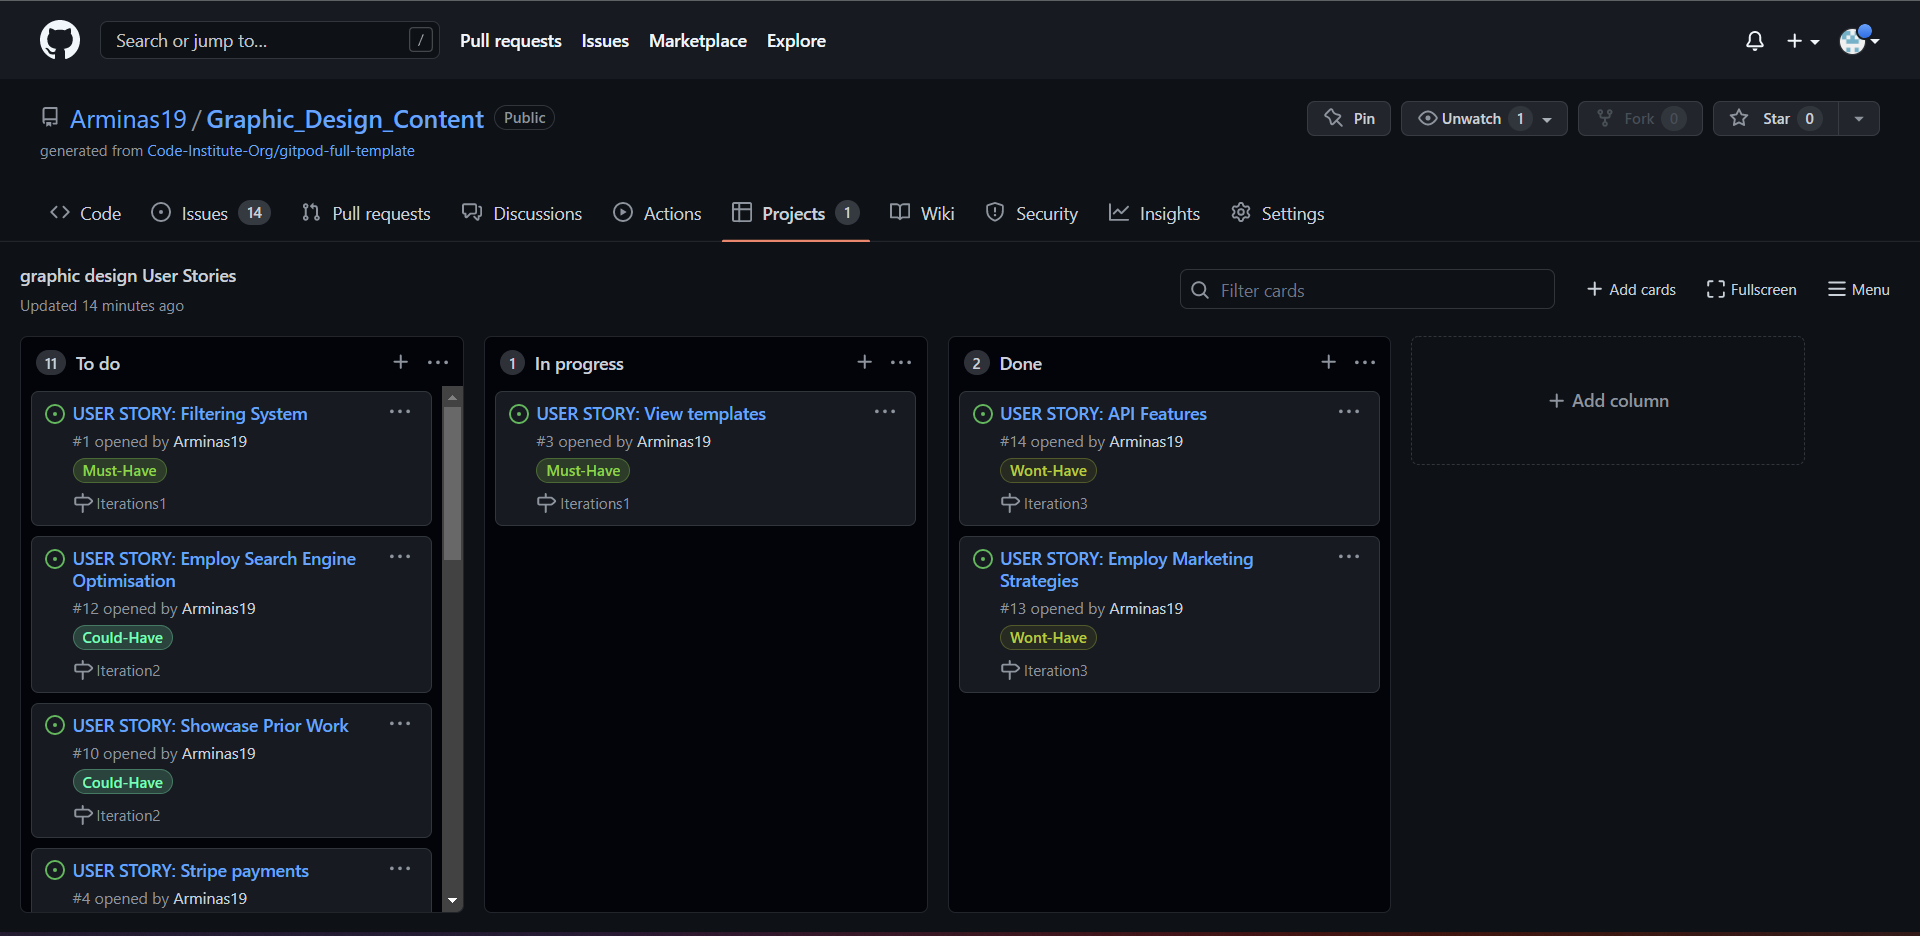 Search or jump to... /
Pull requests Issues Marketplace Explore
Arminas19 / Graphic_Design_Content Public
Pin Unwatch 1 Fork 0 Star 0
generated from Code-Institute-Org/gitpod-full-template
Code Issues 14 Pull requests Discussions Actions Projects 1 Wiki Security Insights Settings
graphic design User Stories
Updated 14 minutes ago
Filter cards Add cards Fullscreen Menu
11 To do
USER STORY: Filtering System
#1 opened by Arminas19
Must-Have
Iterations1
USER STORY: Employ Search Engine
Optimisation
#12 opened by Arminas19
Could-Have
Iteration2
USER STORY: Showcase Prior Work
#10 opened by Arminas19
Could-Have
Iteration2
USER STORY: Stripe payments
#4 opened by Arminas19
1 In progress
USER STORY: View templates
#3 opened by Arminas19
Must-Have
Iterations1
2 Done
USER STORY: API Features
#14 opened by Arminas19
Wont-Have
Iteration3
USER STORY: Employ Marketing
Strategies
#13 opened by Arminas19
Wont-Have
Iteration3
+ Add column